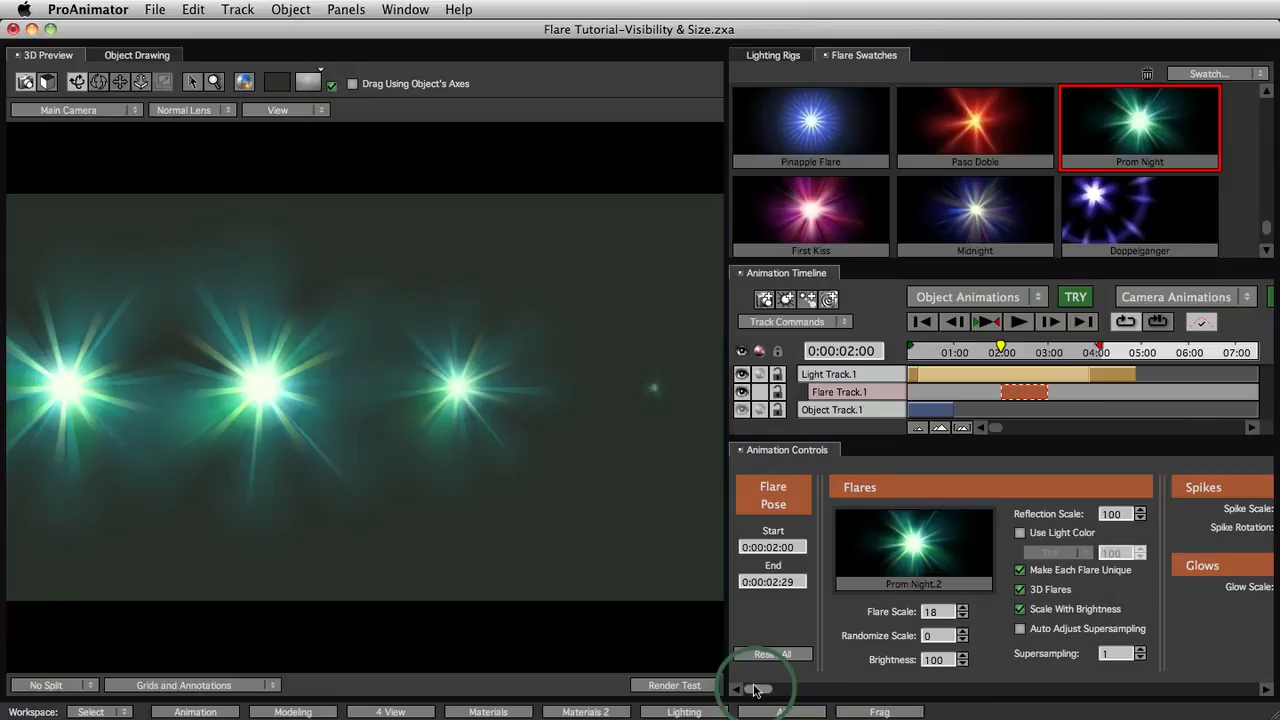 ProAnimator File Edit Track Object Panels Window Help
Flare Tutorial-Visibility & Size.zxa
3D Preview Object Drawing
Drag Using Object's Axes
Main Camera Normal Lens View
Lighting Rigs Flare Swatches
Swatch...
Pinapple Flare Paso Doble Prom Night
First Kiss Midnight Doppelganger
Animation Timeline
Object Animations TRY Camera Animations
Track Commands
0:00:02:00 01:00 02:00 03:00 04:00 05:00 06:00 07:00
Light Track.1
Flare Track.1
Object Track.1
Animation Controls
Flare Pose
Start
0:00:02:00
End
0:00:02:29
Reset All
Flares
Prom Night.2
Flare Scale: 18
Randomize Scale: 0
Brightness: 100
Reflection Scale: 100
Use Light Color
Tint 100
Make Each Flare Unique
3D Flares
Scale With Brightness
Auto Adjust Supersampling
Supersampling: 1
Spikes
Spike Scale:
Spike Rotation:
Glows
Glow Scale:
No Split Grids and Annotations Render Test
Workspace: Select Animation Modeling 4 View Materials Materials 2 Lighting Frag